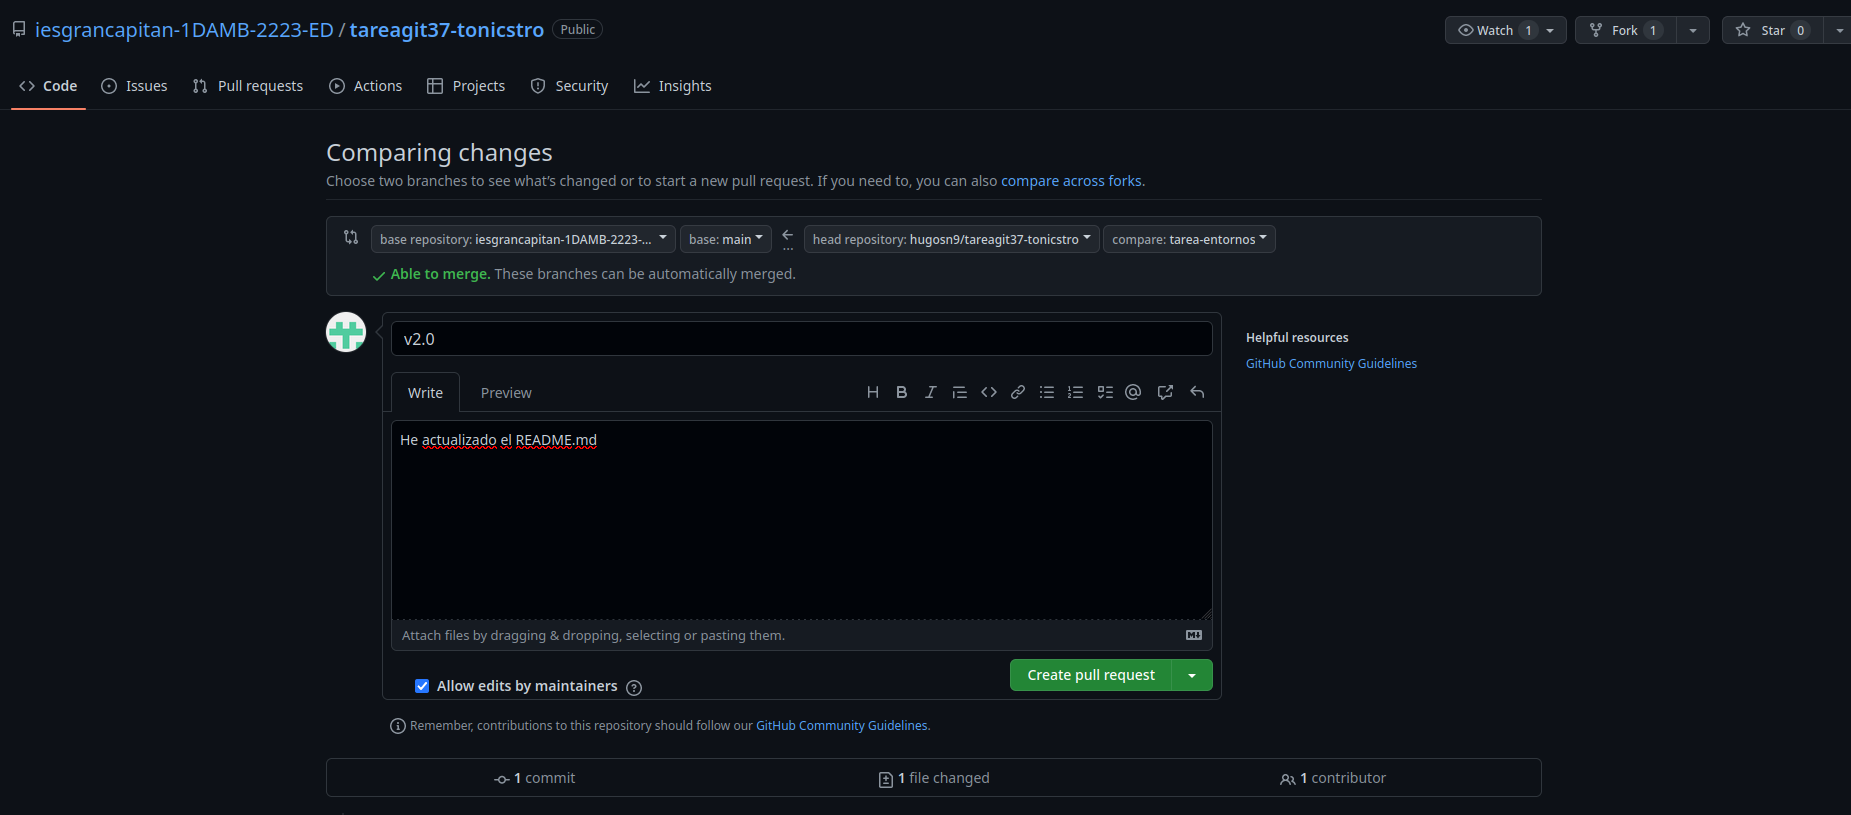 iesgrancapitan-1DAMB-2223-ED / tareagit37-tonicstro Public Watch 1 Fork 1 Star 0
Code Issues Pull requests Actions Projects Security Insights
Comparing changes
Choose two branches to see what's changed or to start a new pull request. If you need to, you can also compare across forks.
base repository: iesgrancapitan-1DAMB-2223-... base: main ← head repository: hugosn9/tareagit37-tonicstro compare: tarea-entornos
...
Able to merge. These branches can be automatically merged.
v2.0
Helpful resources
GitHub Community Guidelines
Write Preview
He actualizado el README.md
Attach files by dragging & dropping, selecting or pasting them.
Allow edits by maintainers
Create pull request
Remember, contributions to this repository should follow our GitHub Community Guidelines.
1 commit 1 file changed 1 contributor